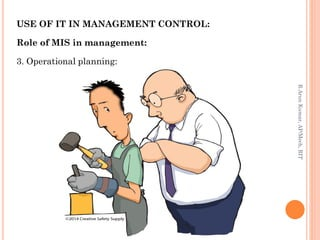 USE OF IT IN MANAGEMENT CONTROL:
Role of MIS in management:
3. Operational planning:
R.Arun Kumar, AP/Mech, RIT
©2014 Creative Safety Supply